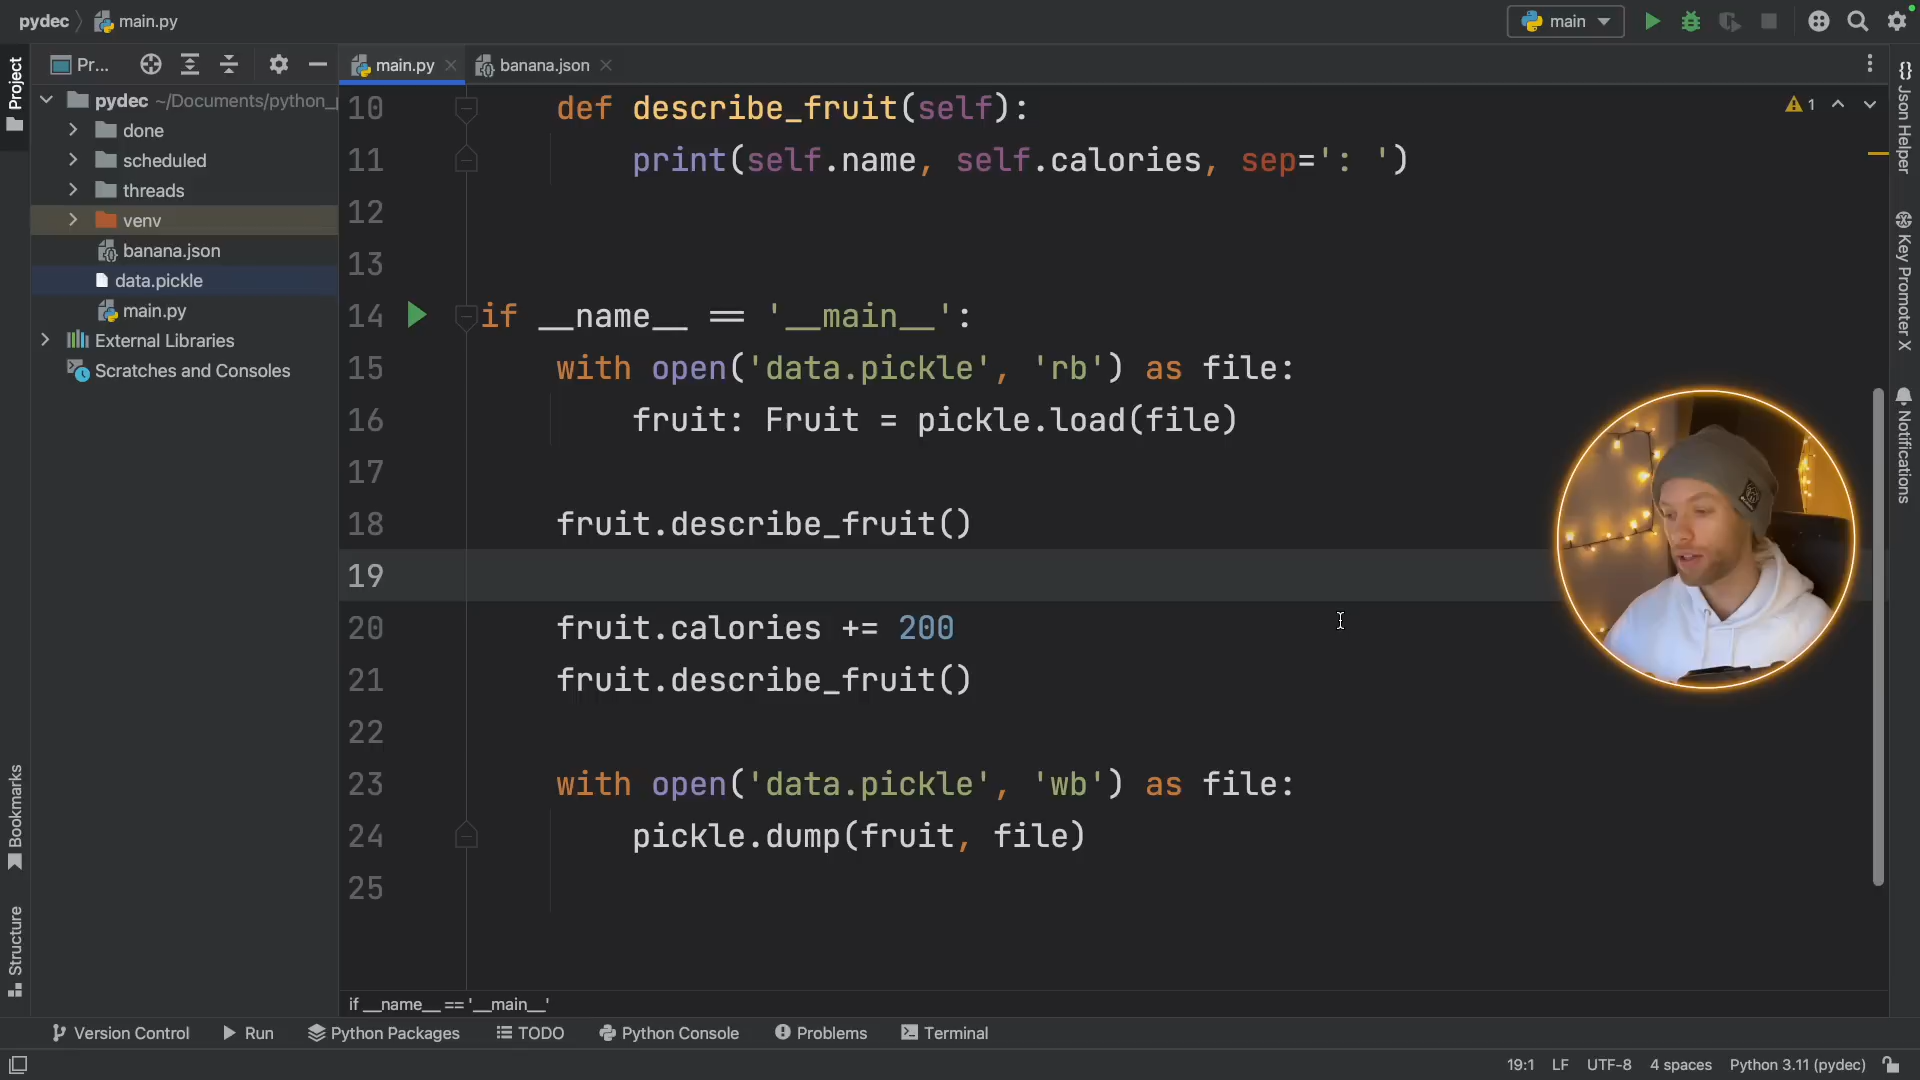 pydec main.py
main
Project
Pr...
main.py
banana.json
pydec ~/Documents/python_
done
scheduled
threads
venv
banana.json
data.pickle
main.py
External Libraries
Scratches and Consoles
1
10 def describe_fruit(self):
11 print(self.name, self.calories, sep=': ')
12
13
14 if __name__ == '__main__':
15 with open('data.pickle', 'rb') as file:
16 fruit: Fruit = pickle.load(file)
17
18 fruit.describe_fruit()
19
20 fruit.calories += 200
21 fruit.describe_fruit()
22
23 with open('data.pickle', 'wb') as file:
24 pickle.dump(fruit, file)
25
Json Helper
Key Promoter X
Notifications
Bookmarks
Structure
if __name__ == '__main__'
Version Control
Run
Python Packages
TODO
Python Console
Problems
Terminal
19:1 LF UTF-8 4 spaces Python 3.11 (pydec)